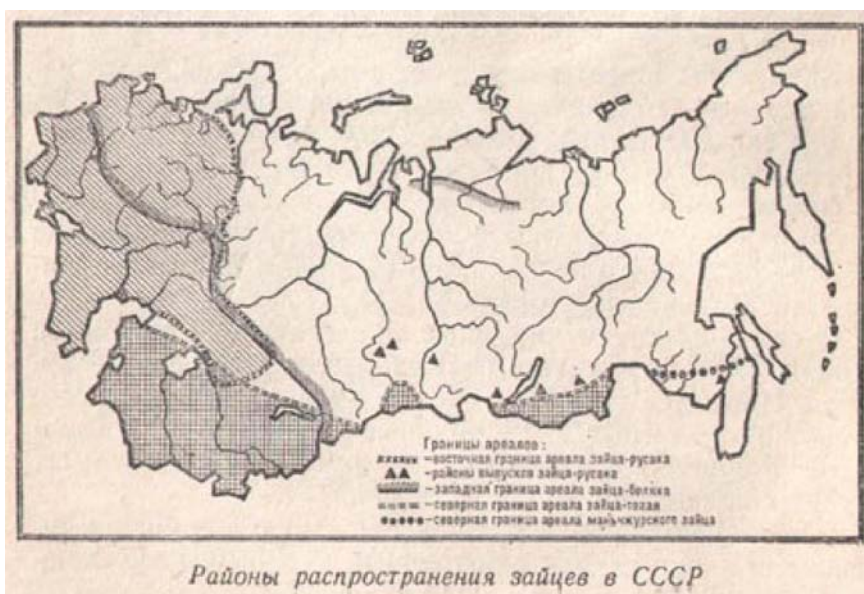 Границы ареалов:
-восточная граница ареала зайца-русака
-районы выпусков зайца-русака
-западная граница ареала зайца-беляка
-северная граница ареала зайца-толая
-северная граница ареала маньчжурского зайца
Районы распространения зайцев в СССР